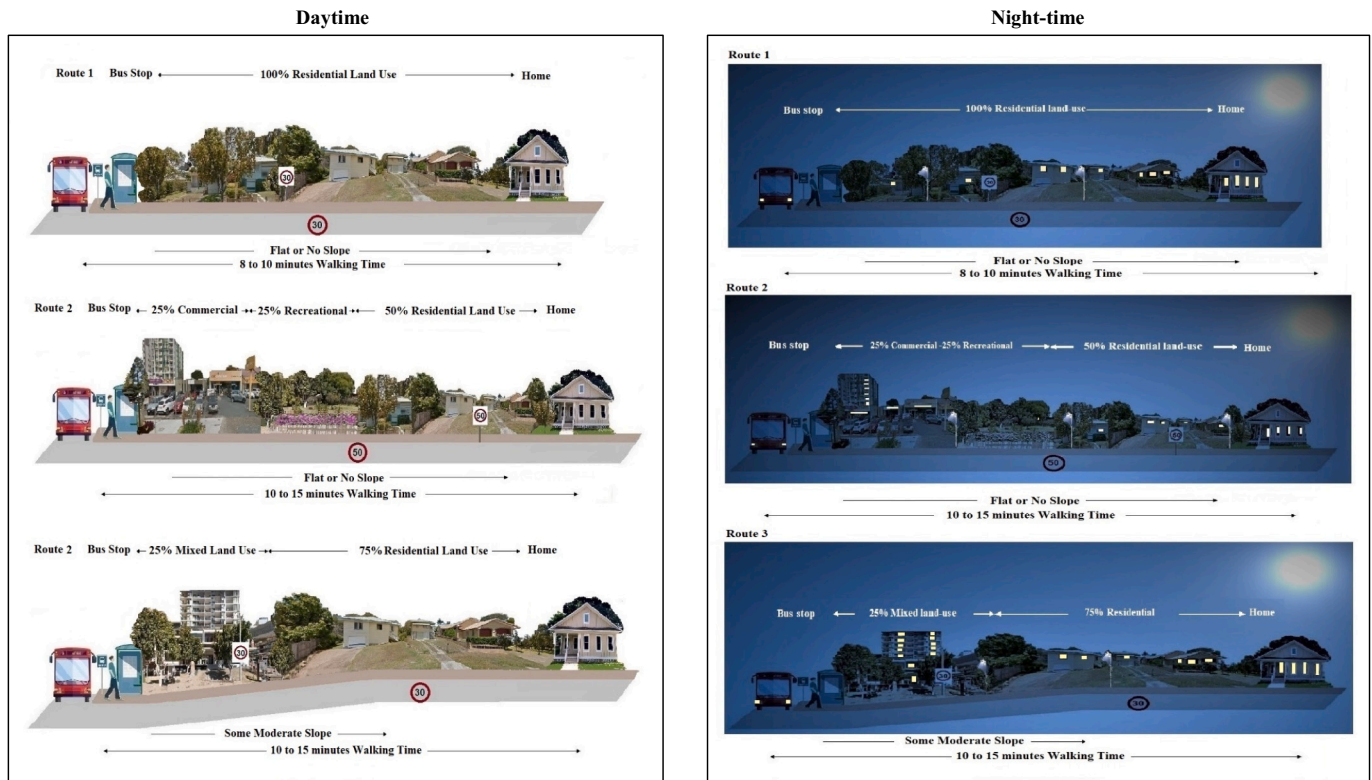 Daytime
Route 1 Bus Stop 100% Residential Land Use Home
30
30
Flat or No Slope
8 to 10 minutes Walking Time
Route 2 Bus Stop 25% Commercial 25% Recreational 50% Residential Land Use Home
50
50
Flat or No Slope
10 to 15 minutes Walking Time
Route 2 Bus Stop 25% Mixed Land Use 75% Residential Land Use Home
30
30
Some Moderate Slope
10 to 15 minutes Walking Time
Night-time
Route 1
Bus stop 100% Residential land-use Home
30
30
Flat or No Slope
8 to 10 minutes Walking Time
Route 2
Bus stop 25% Commercial -25% Recreational 50% Residential land-use Home
50
Flat or No Slope
10 to 15 minutes Walking Time
Route 3
Bus stop 25% Mixed land-use 75% Residential Home
30
30
Some Moderate Slope
10 to 15 minutes Walking Time